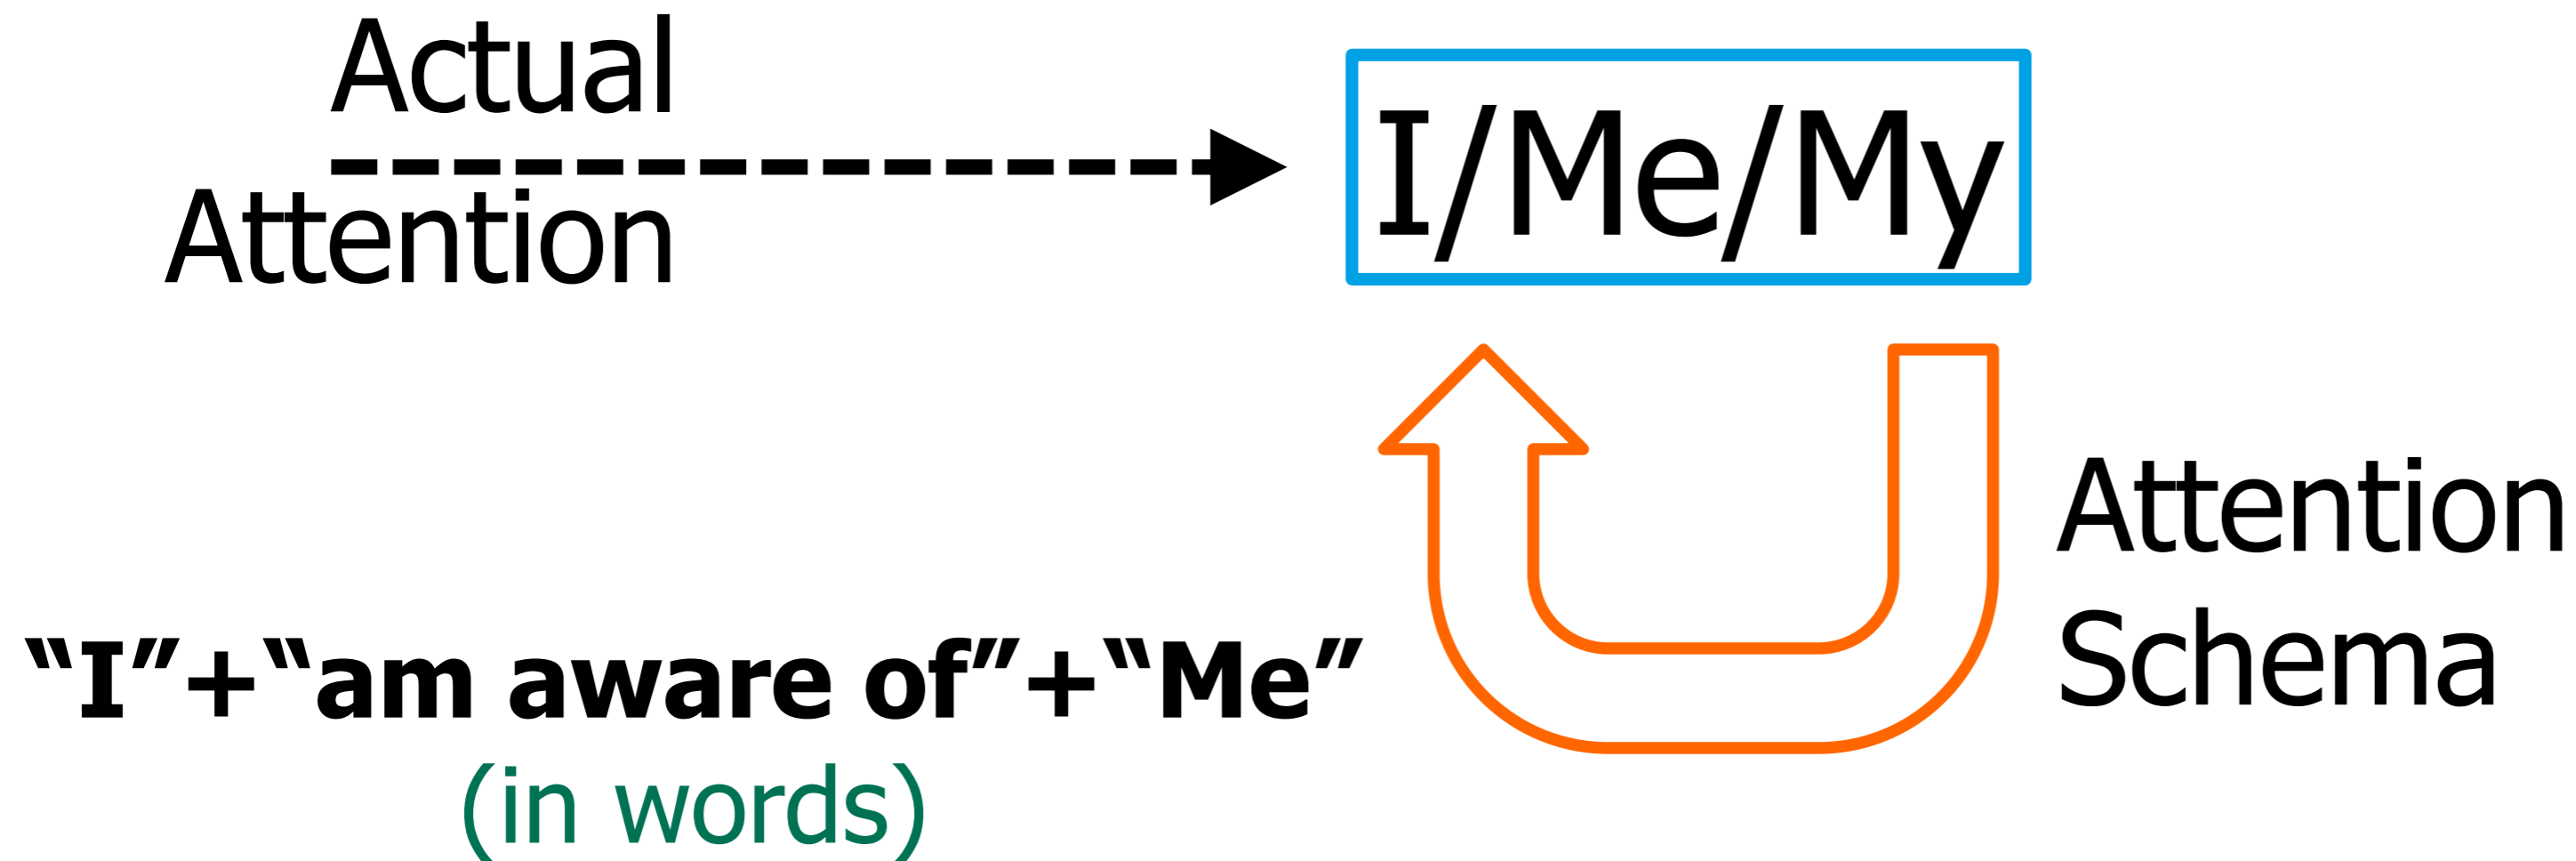 Actual
Attention
I/Me/My
Attention
Schema
“I”+“am aware of”+“Me”
(in words)